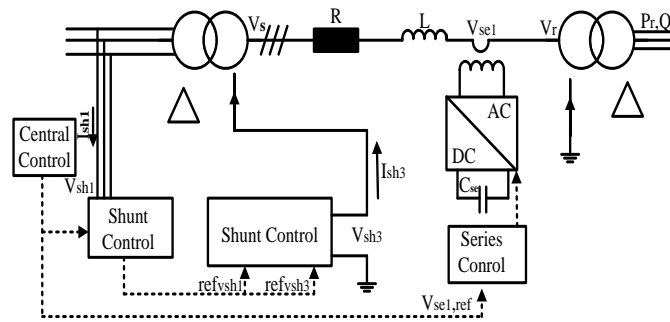 Vs
R
L
Vse1
Vr
Pr,Q
AC
DC
Cse
Central
Control
Ish1
Vsh1
Shunt
Control
Shunt Control
Ish3
Vsh3
Series
Conrol
refvsh1
refvsh3
Vse1,ref